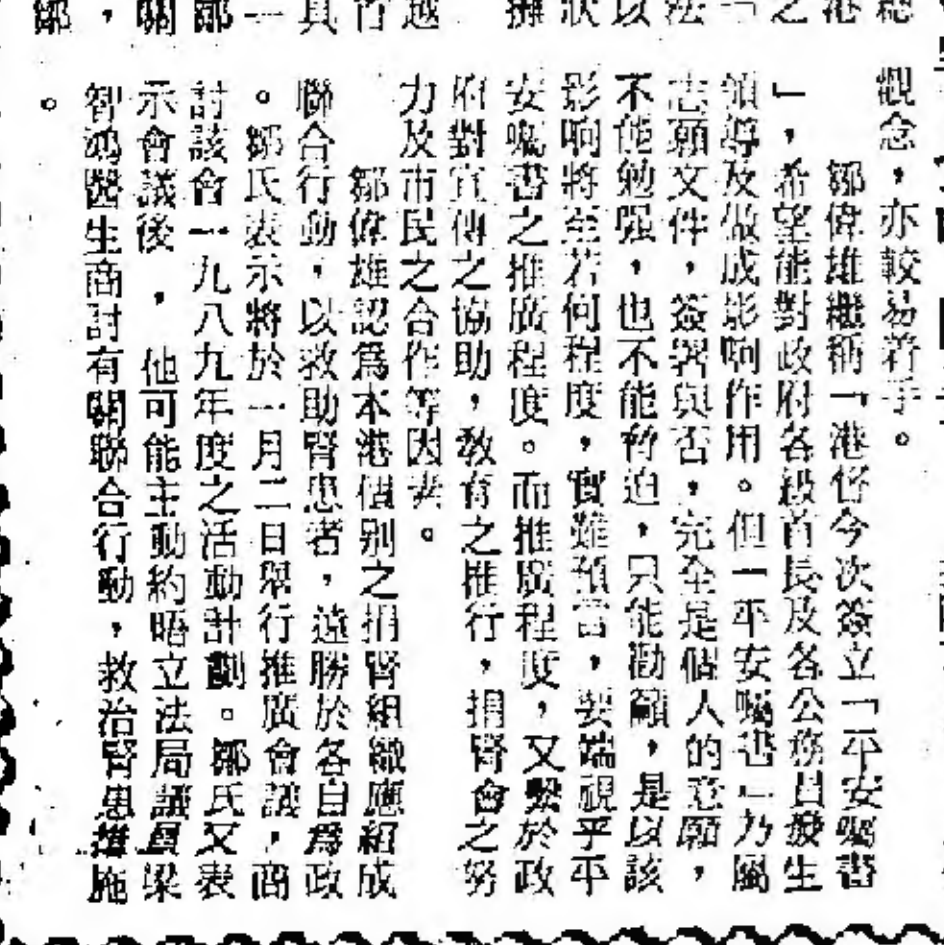 觀念，亦較易着手。
鄒偉雄繼稱「港督今次簽立「平安囑書
」，希望能對政府各級首長及各公務員發生
領導及做成影响作用。但「平安囑書」乃屬
志願文件，簽署與否，完全是個人的意願，
不能勉强，也不能脅迫，只能勸籲，是以該
影响將至若何程度，實難預言，要端視乎平
安囑書之推廣程度。而推廣程度，又繫於政
府對宣傳之協助，敎育之推行，捐腎會之努
力及市民之合作等因素。
鄒偉雄認爲本港個别之捐腎組織應組成
聯合行動，以救助腎患者，遠勝於各自爲政
。鄒氏表示將於一月二日舉行推廣會議，商
討該會一九八九年度之活動計劃。鄒氏又表
示會議後，他可能主動約晤立法局議員梁
智鴻醫生商討有關聯合行動，救治腎患措施
。